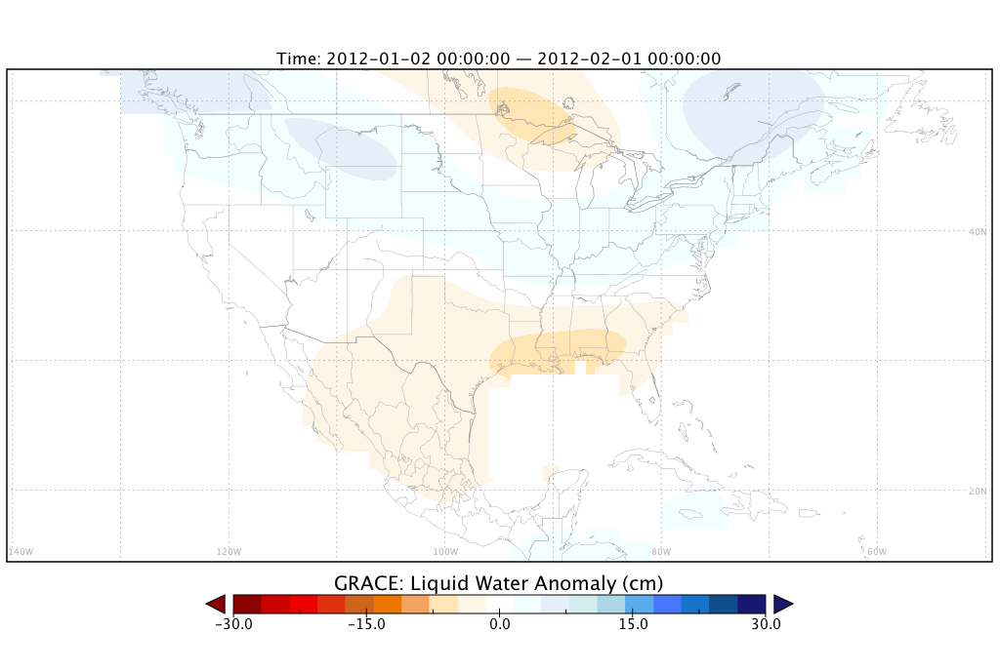 Time: 2012−01−02 00:00:00 — 2012−02−01 00:00:00
40N
20N
140W 120W 100W 80W 60W
GRACE: Liquid Water Anomaly (cm)
−30.0 −15.0 0.0 15.0 30.0